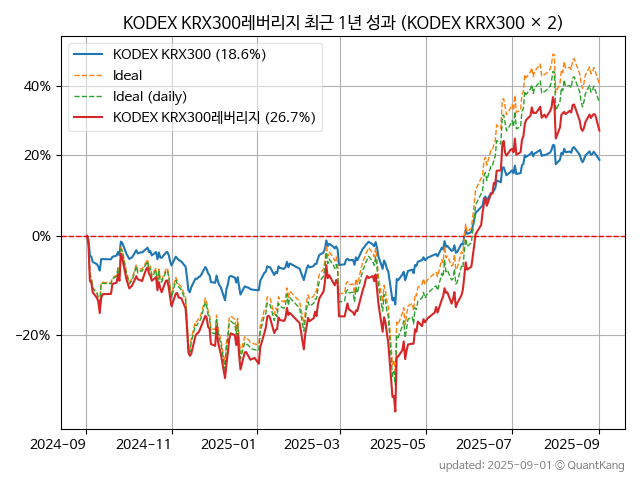 KODEX KRX300레버리지 최근 1년 성과 (KODEX KRX300 × 2)
KODEX KRX300 (18.6%)
Ideal
Ideal (daily)
KODEX KRX300레버리지 (26.7%)
40%
20%
0%
−20%
2024-09
2024-11
2025-01
2025-03
2025-05
2025-07
2025-09
updated: 2025-09-01 © QuantKang